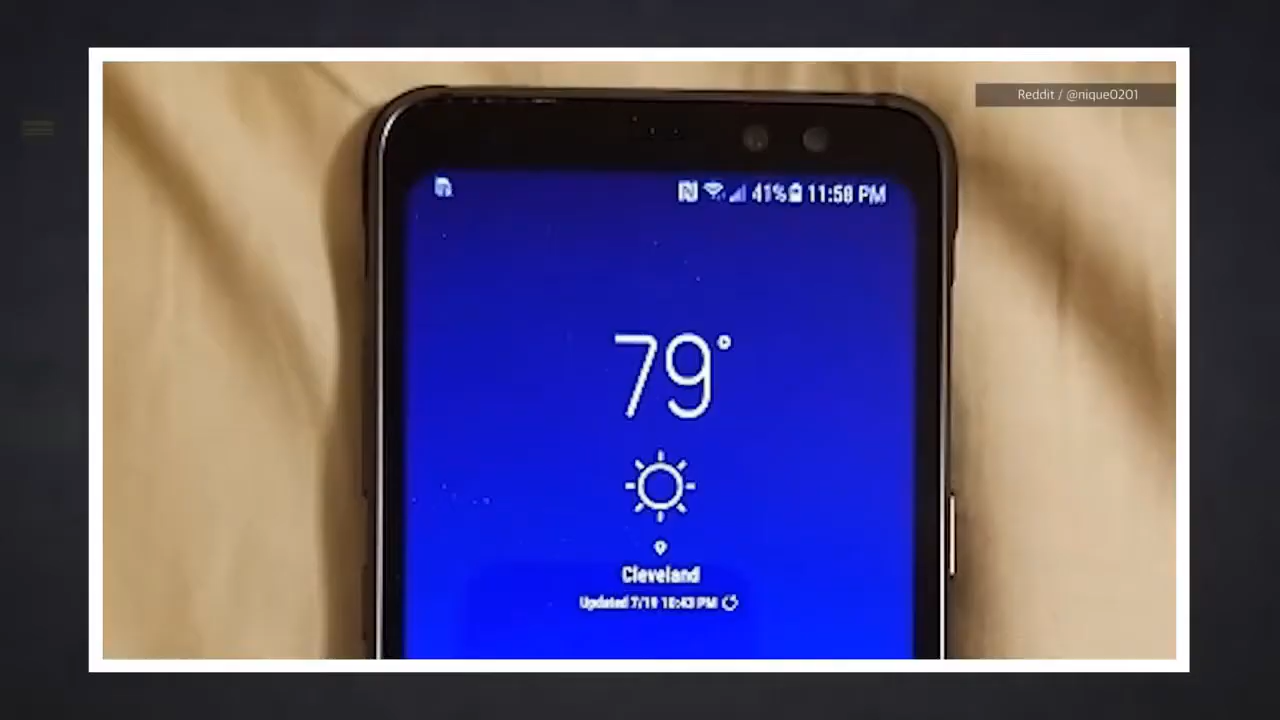 Reddit / @nique0201
41% 11:58 PM
79°
Cleveland
Updated 7/19 10:43 PM